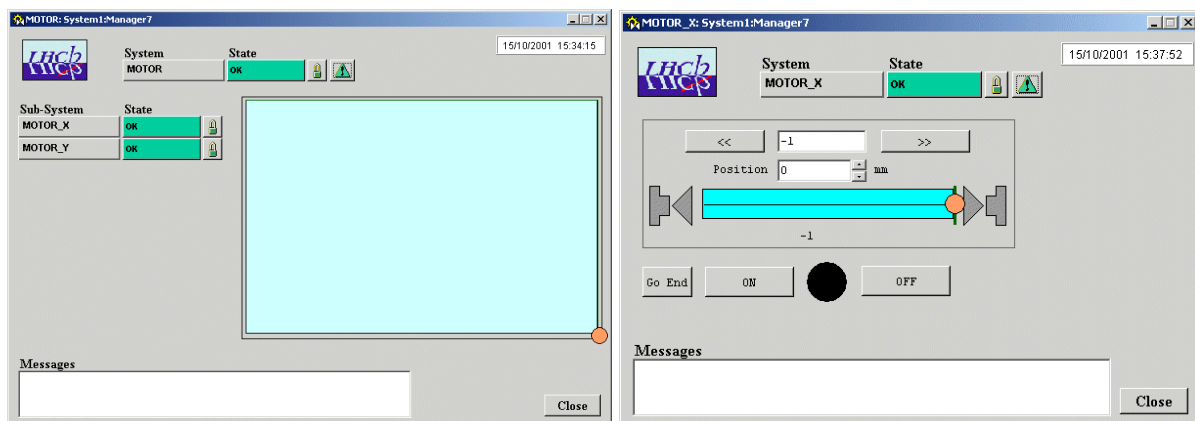 MOTOR: System1:Manager7
LHCb
System State
MOTOR OK
15/10/2001 15:34:15
Sub-System State
MOTOR_X OK
MOTOR_Y OK
Messages
Close
MOTOR_X: System1:Manager7
LHCb
System State
MOTOR_X OK
15/10/2001 15:37:52
<< -1 >>
Position 0 mm
-1
Go End ON OFF
Messages
Close